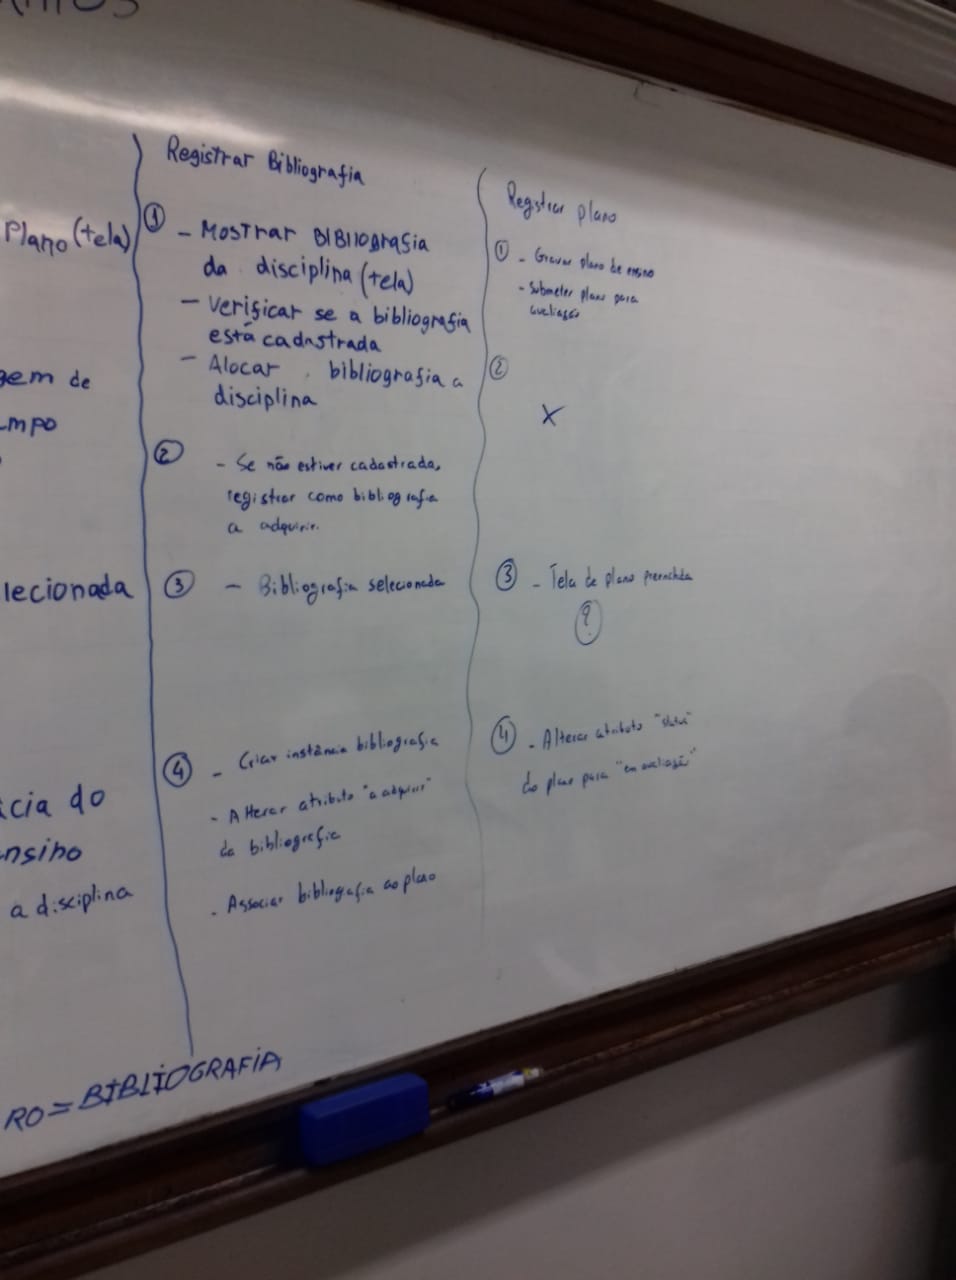 Plano (tela)
gem de
mpo
lecionada
cia do
nsino
a disciplina
RO = BIBLIOGRAFIA
Registrar Bibliografia
① - Mostrar Bibliografia
da disciplina (tela)
- Verificar se a bibliografia
está cadastrada
- Alocar bibliografia a
disciplina
② - Se não estiver cadastrada,
registrar como bibliografia
a adquirir.
③ - Bibliografia selecionada
④ - Criar instância bibliografia
- Alterar atributo "a adquirir"
da bibliografia
- Associar bibliografia ao plano
Registrar plano
① - Gravar plano de ensino
- Submeter plano para
avaliação
②
X
③ - Tela de plano preenchida
?
④ - Alterar atributo "status"
do plano para "em avaliação"